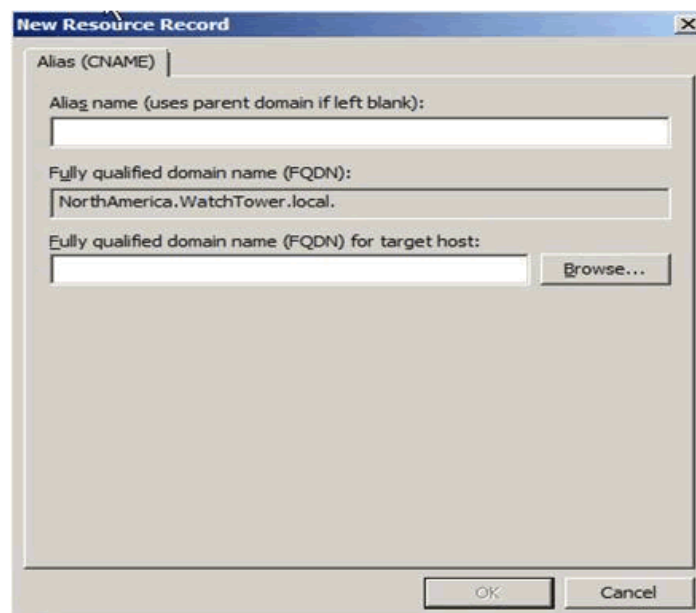 New Resource Record
Alias (CNAME)
Alias name (uses parent domain if left blank):
Fully qualified domain name (FQDN):
NorthAmerica.WatchTower.local.
Fully qualified domain name (FQDN) for target host:
Browse...
OK
Cancel